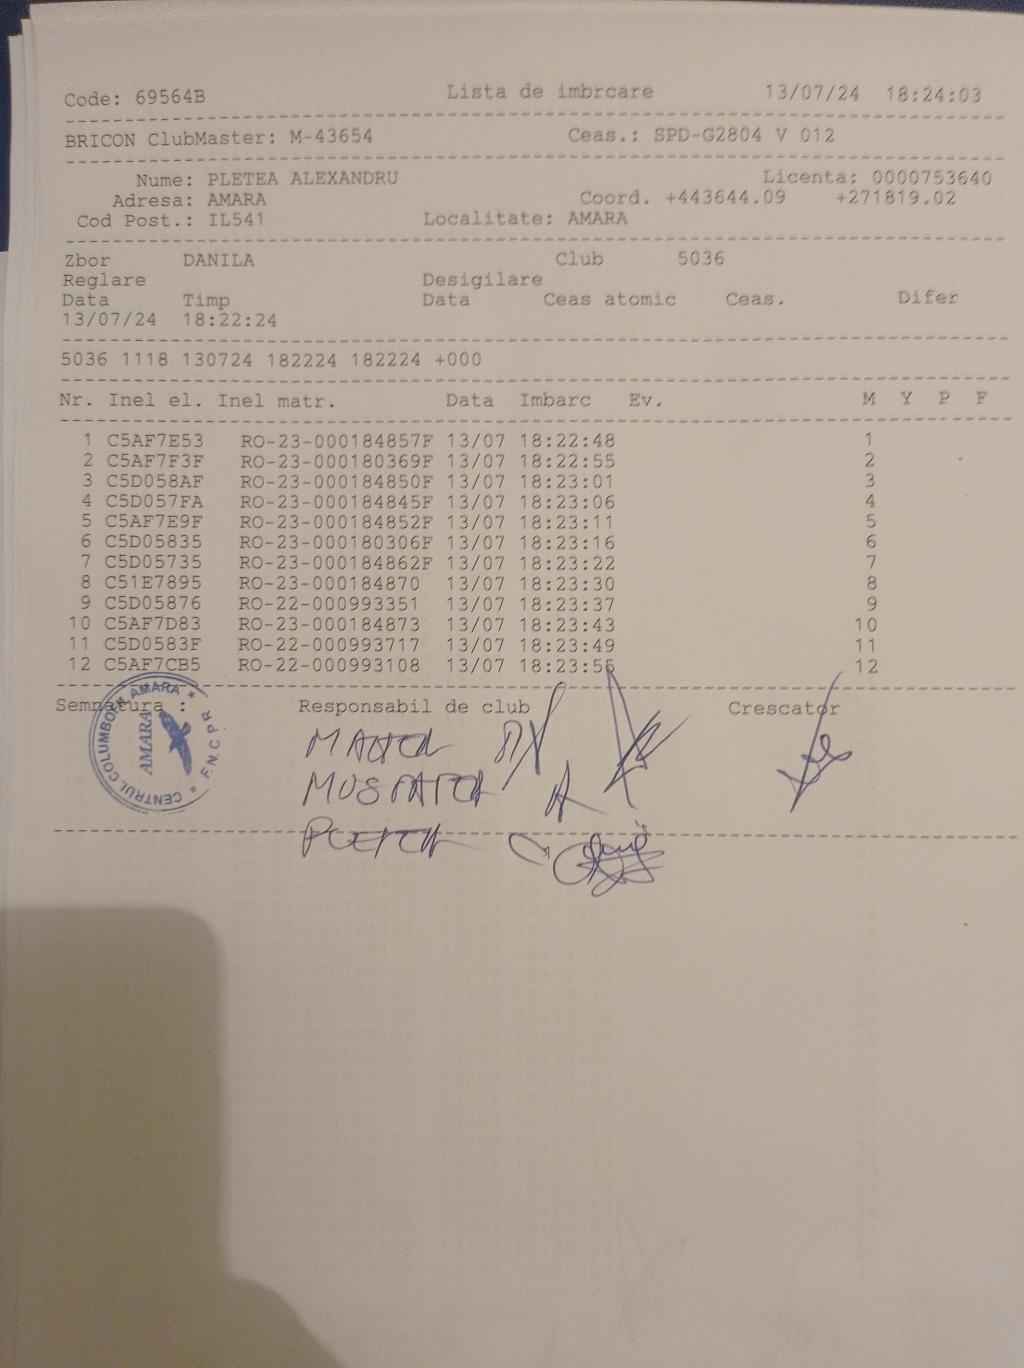 Code: 69564B Lista de imbrcare 13/07/24 18:24:03
BRICON ClubMaster: M-43654 Ceas.: SPD-G2804 V 012
Nume: PLETEA ALEXANDRU Licenta: 0000753640
Adresa: AMARA Coord. +443644.09 +271819.02
Cod Post.: IL541 Localitate: AMARA
Zbor DANILA Club 5036
Reglare Desigilare
Data Timp Data Ceas atomic Ceas. Difer
13/07/24 18:22:24
5036 1118 130724 182224 182224 +000
Nr. Inel el. Inel matr. Data Imbarc Ev. M Y P F
1 C5AF7E53 RO-23-000184857F 13/07 18:22:48 1
2 C5AF7F3F RO-23-000180369F 13/07 18:22:55 2
3 C5D058AF RO-23-000184850F 13/07 18:23:01 3
4 C5D057FA RO-23-000184845F 13/07 18:23:06 4
5 C5AF7E9F RO-23-000184852F 13/07 18:23:11 5
6 C5D05835 RO-23-000180306F 13/07 18:23:16 6
7 C5D05735 RO-23-000184862F 13/07 18:23:22 7
8 C51E7895 RO-23-000184870 13/07 18:23:30 8
9 C5D05876 RO-22-000993351 13/07 18:23:37 9
10 C5AF7D83 RO-23-000184873 13/07 18:23:43 10
11 C5D0583F RO-22-000993717 13/07 18:23:49 11
12 C5AF7CB5 RO-22-000993108 13/07 18:23:55 12
Semnatura : Responsabil de club Crescator
CENTRUL COLUMBOFIL AMARA * F.N.C.P.R *
AMARA